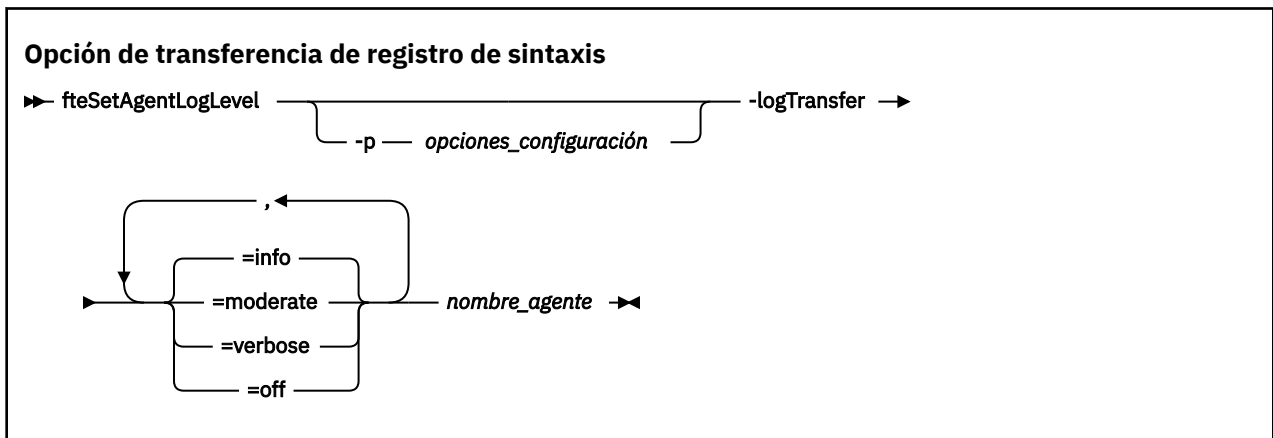 Opción de transferencia de registro de sintaxis
fteSetAgentLogLevel -logTransfer
-p opciones_configuración
,
=info
=moderate nombre_agente
=verbose
=off